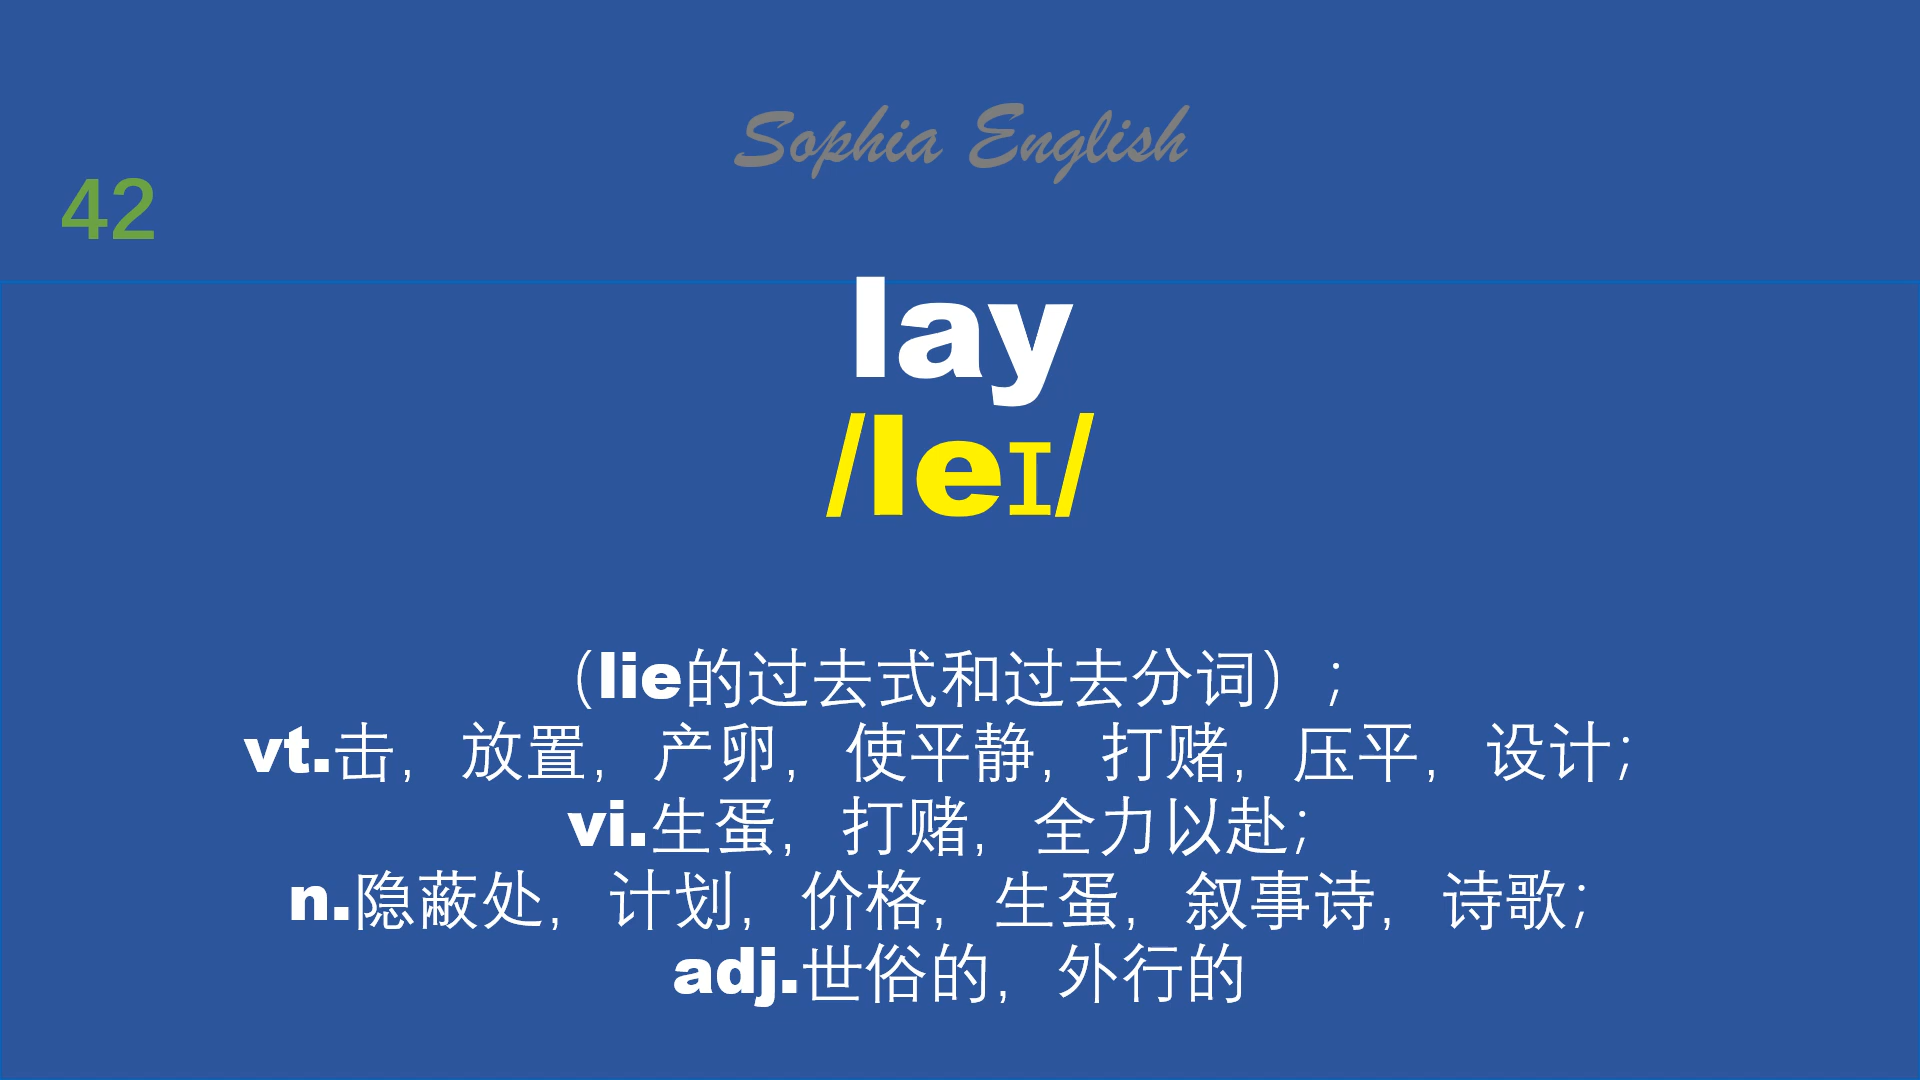 Sophia English
42
lay
/leɪ/
（lie的过去式和过去分词）；
vt.击，放置，产卵，使平静，打赌，压平，设计；
vi.生蛋，打赌，全力以赴；
n.隐蔽处，计划，价格，生蛋，叙事诗，诗歌；
adj.世俗的，外行的